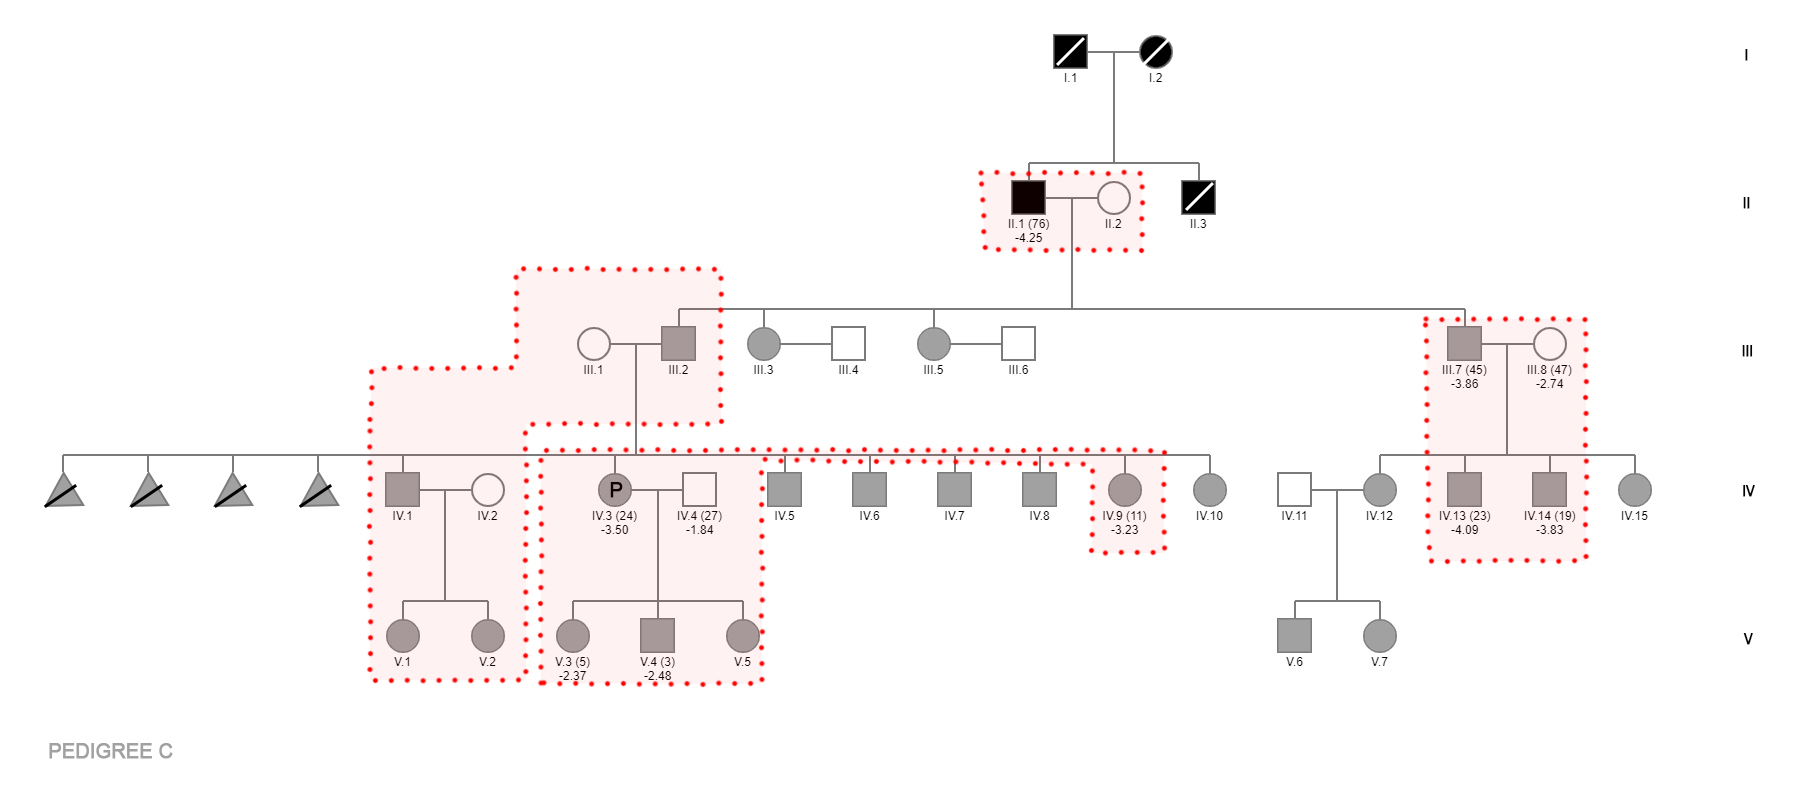 I
I.1
I.2
II
II.1 (76)
-4.25
II.2
II.3
III
III.1
III.2
III.3
III.4
III.5
III.6
III.7 (45)
-3.86
III.8 (47)
-2.74
IV
P
IV.1
IV.2
IV.3 (24)
-3.50
IV.4 (27)
-1.84
IV.5
IV.6
IV.7
IV.8
IV.9 (11)
-3.23
IV.10
IV.11
IV.12
IV.13 (23)
-4.09
IV.14 (19)
-3.83
IV.15
V
V.1
V.2
V.3 (5)
-2.37
V.4 (3)
-2.48
V.5
V.6
V.7
PEDIGREE C